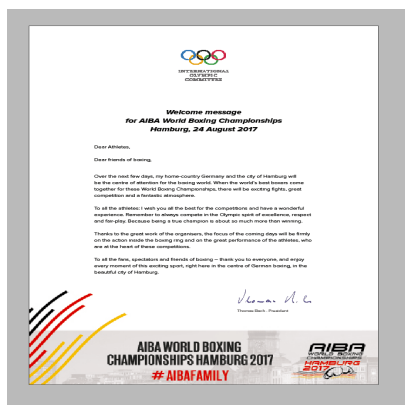 INTERNATIONAL
OLYMPIC
COMMITTEE
Welcome message
for AIBA World Boxing Championships
Hamburg, 24 August 2017
Dear Athletes,
Dear friends of boxing,
Over the next few days, my home-country Germany and the city of Hamburg will
be the centre of attention for the boxing world. When the world's best boxers come
together for these World Boxing Championships, there will be exciting fights, great
competition and a fantastic atmosphere.
To all the athletes: I wish you all the best for the competitions and have a wonderful
experience. Remember to always compete in the Olympic spirit of excellence, respect
and fair-play. Because being a true champion is about so much more than winning.
Thanks to the great work of the organisers, the focus of the coming days will be firmly
on the action inside the boxing ring and on the great performance of the athletes, who
are at the heart of these competitions.
To all the fans, spectators and friends of boxing – thank you to everyone, and enjoy
every moment of this exciting sport, right here in the centre of German boxing, in the
beautiful city of Hamburg.
Thomas Bach - President
AIBA WORLD BOXING
CHAMPIONSHIPS HAMBURG 2017
# AIBAFAMILY
AIBA
WORLD BOXING
CHAMPIONSHIPS
HAMBURG
2017